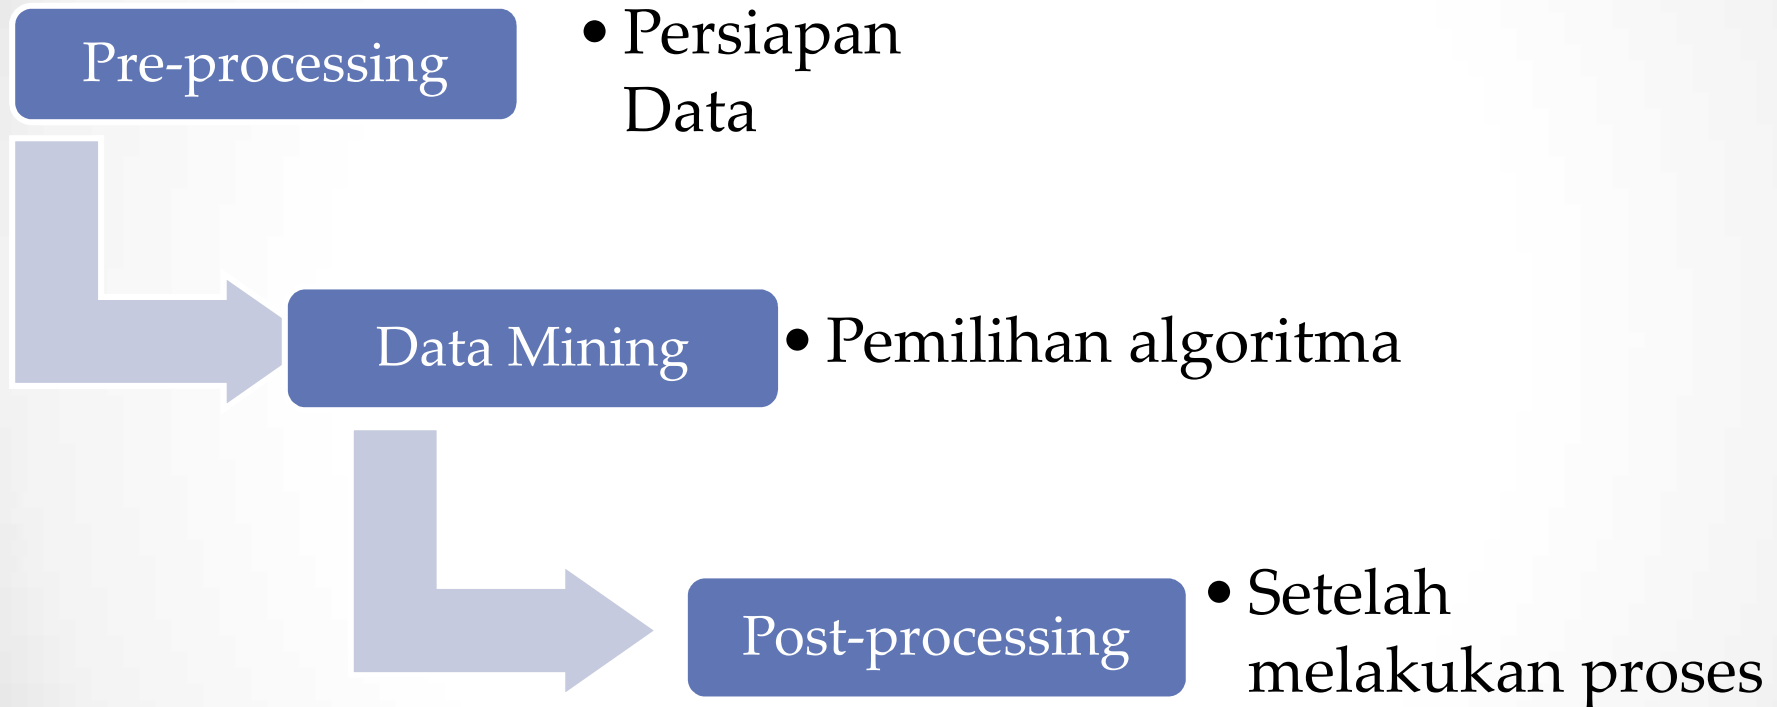 Pre-processing
• Persiapan
Data
Data Mining
• Pemilihan algoritma
Post-processing
• Setelah
melakukan proses